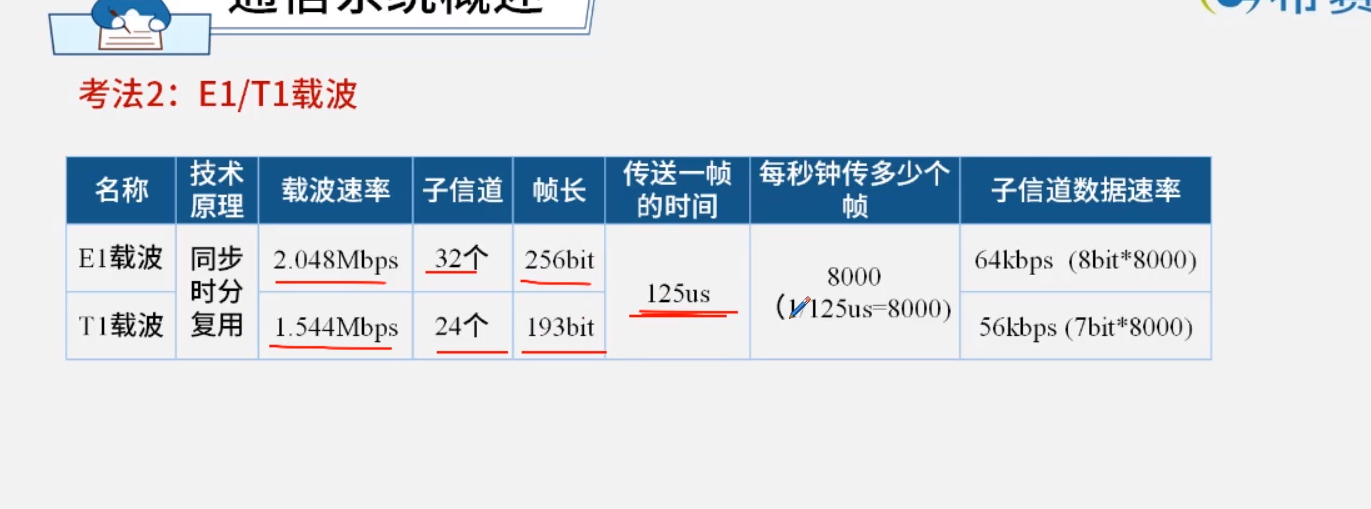 通信系统概述
希赛
考法2：E1/T1载波
名称
技术
原理
载波速率
子信道
帧长
传送一帧
的时间
每秒钟传多少个
帧
子信道数据速率
E1载波
同步
时分
复用
2.048Mbps
32个
256bit
125us
8000
（1/125us=8000)
64kbps（8bit*8000)
T1载波
1.544Mbps
24个
193bit
56kbps (7bit*8000)